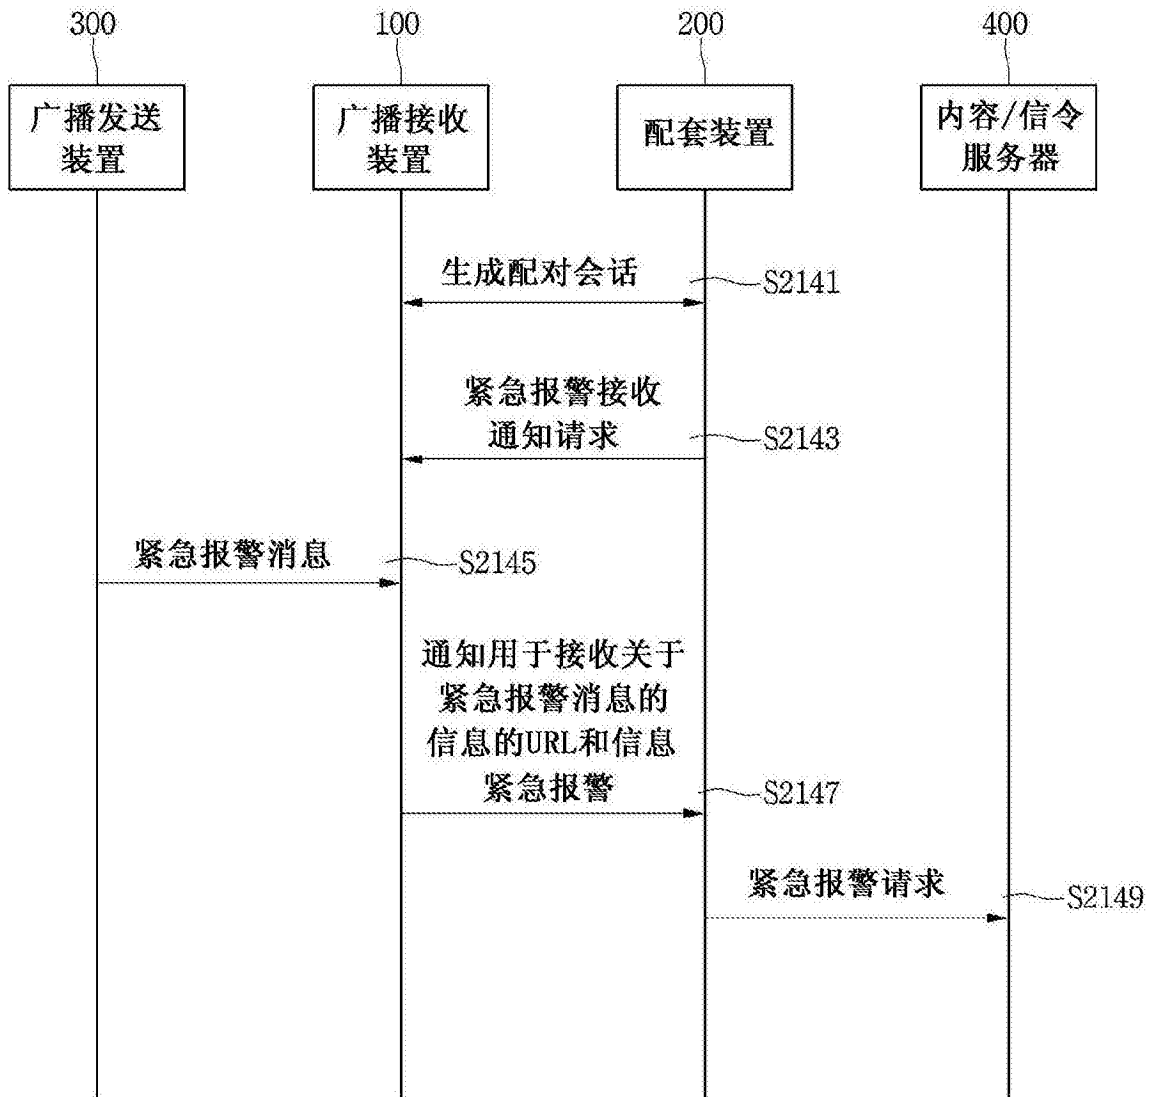 300
100
200
400
广播发送
装置
广播接收
装置
配套装置
内容/信令
服务器
生成配对会话
S2141
紧急报警接收
通知请求
S2143
紧急报警消息
S2145
通知用于接收关于
紧急报警消息的
信息的URL和信息
紧急报警
S2147
紧急报警请求
S2149